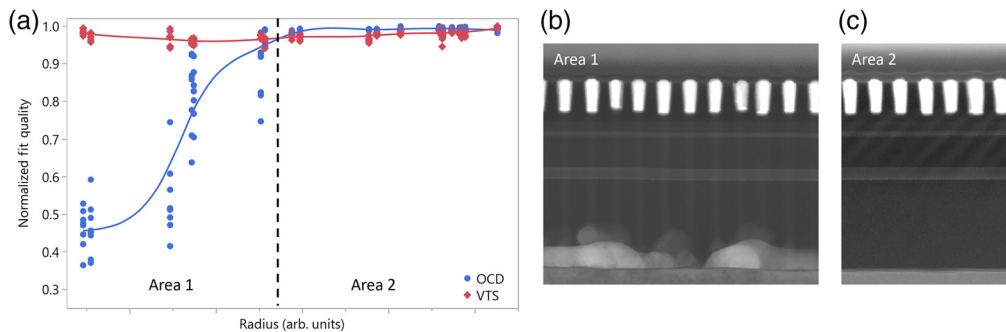 (a)
Normalized fit quality
1.0
0.9
0.8
0.7
0.6
0.5
0.4
0.3
Area 1
Area 2
OCD
VTS
Radius (arb. units)
(b)
Area 1
(c)
Area 2